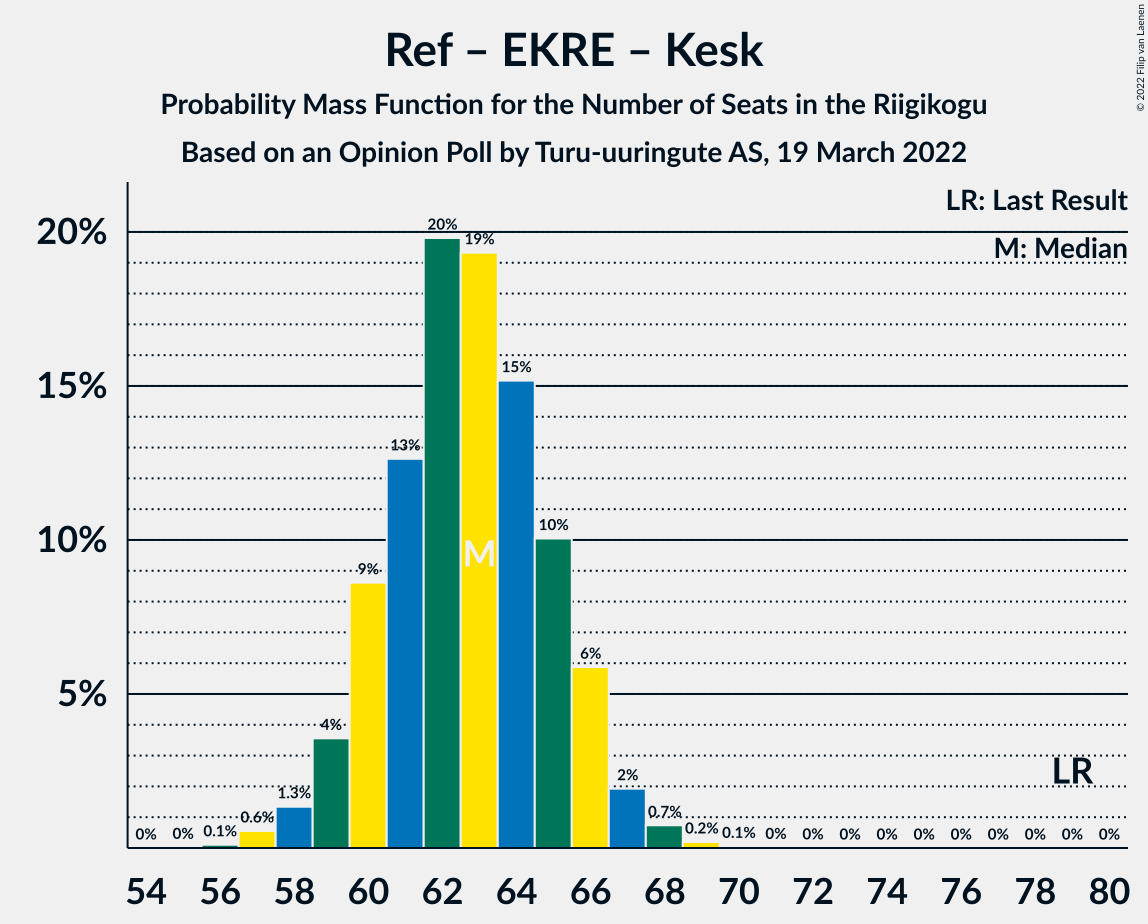 Ref – EKRE – Kesk
Probability Mass Function for the Number of Seats in the Riigikogu
Based on an Opinion Poll by Turu-uuringute AS, 19 March 2022
© 2022 Filip van Laenen
LR: Last Result
M: Median
20%
15%
10%
5%
0% 0% 0.1% 0.6% 1.3% 4% 9% 13% 20% 19% 15% 10% 6% 2% 0.7% 0.2% 0.1% 0% 0% 0% 0% 0% 0% 0% 0% 0% 0%
M
LR
54 56 58 60 62 64 66 68 70 72 74 76 78 80